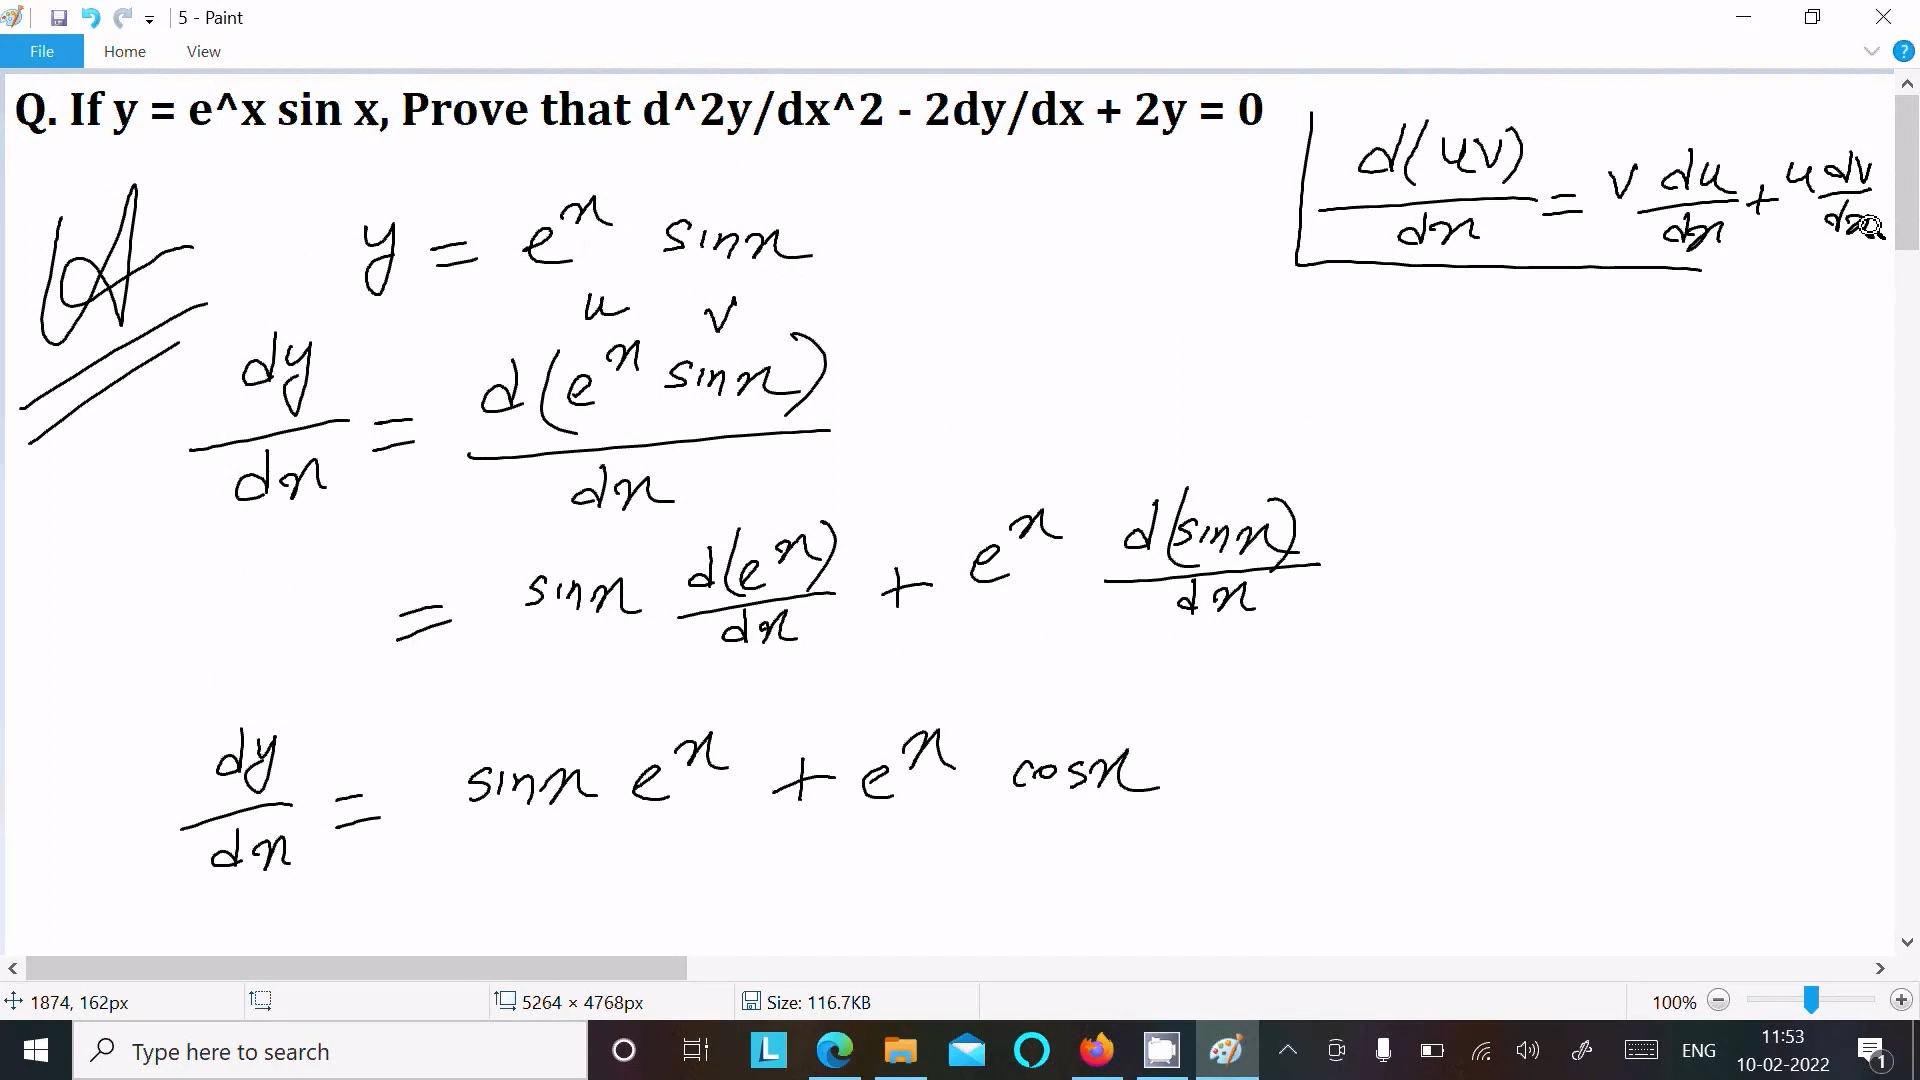 5 - Paint
File Home View
Q. If y = e^x sin x, Prove that d^2y/dx^2 - 2dy/dx + 2y = 0
d(uv)/dx = v du/dx + u dv/dx
y = e^x sinx
u v
dy/dx = d(e^x sinx)/dx
= sinx d(e^x)/dx + e^x d(sinx)/dx
dy/dx = sinx e^x + e^x cosx
1874, 162px 5264 × 4768px Size: 116.7KB 100%
Type here to search
L
ENG
11:53
10-02-2022
1